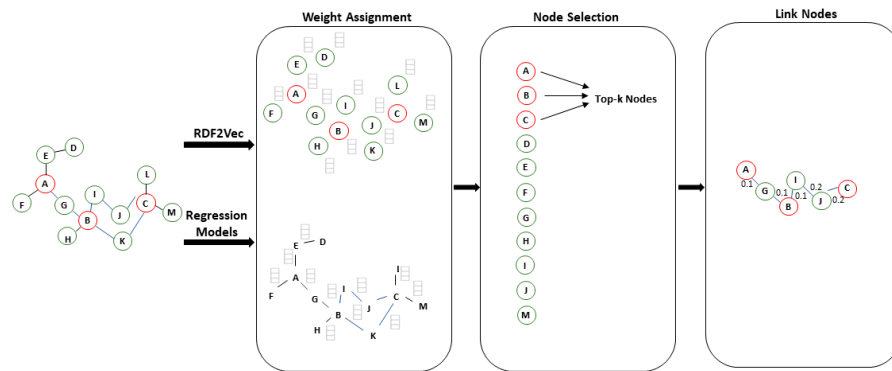 Weight Assignment
Node Selection
Link Nodes
RDF2Vec
Regression
Models
E
D
A
F
G
I
B
H
J
K
L
C
M
E
D
A
F
G
I
L
B
J
C
M
H
K
E
D
A
F
G
I
B
H
J
K
I
C
M
A
B
C
D
E
F
G
H
I
J
M
Top-k Nodes
A
0.1
G
0.1
B
0.1
I
0.2
J
0.2
C